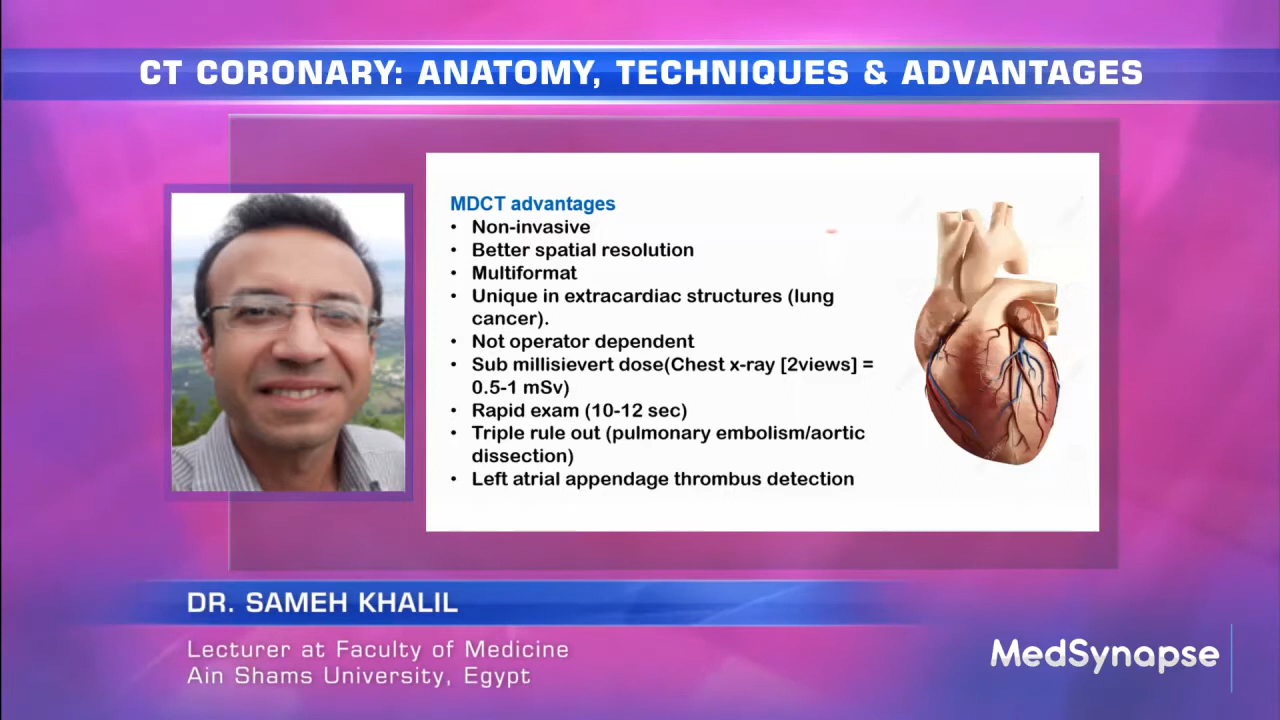 CT CORONARY: ANATOMY, TECHNIQUES & ADVANTAGES
MDCT advantages
• Non-invasive
• Better spatial resolution
• Multiformat
• Unique in extracardiac structures (lung
cancer).
• Not operator dependent
• Sub millisievert dose(Chest x-ray [2views] =
0.5-1 mSv)
• Rapid exam (10-12 sec)
• Triple rule out (pulmonary embolism/aortic
dissection)
• Left atrial appendage thrombus detection
DR. SAMEH KHALIL
Lecturer at Faculty of Medicine
Ain Shams University, Egypt
MedSynapse